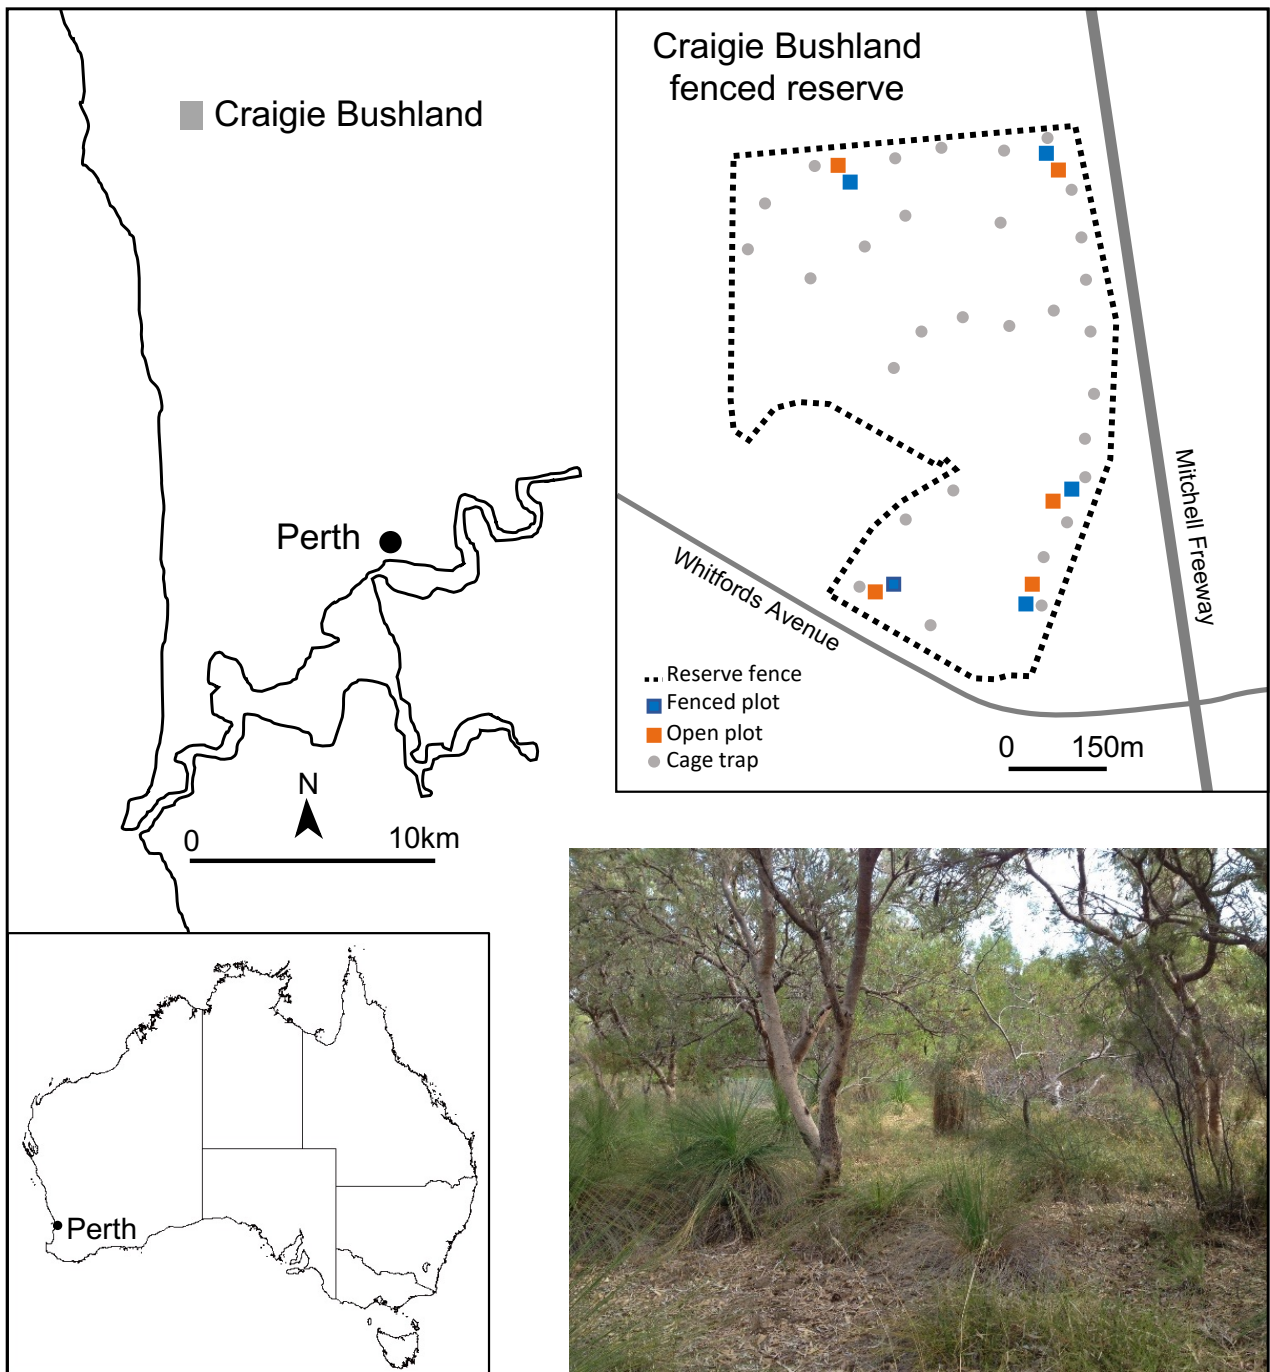 Craigie Bushland
Perth
N
0 10km
Perth
Craigie Bushland
fenced reserve
Mitchell Freeway
Whitfords Avenue
Reserve fence
Fenced plot
Open plot
Cage trap
0 150m